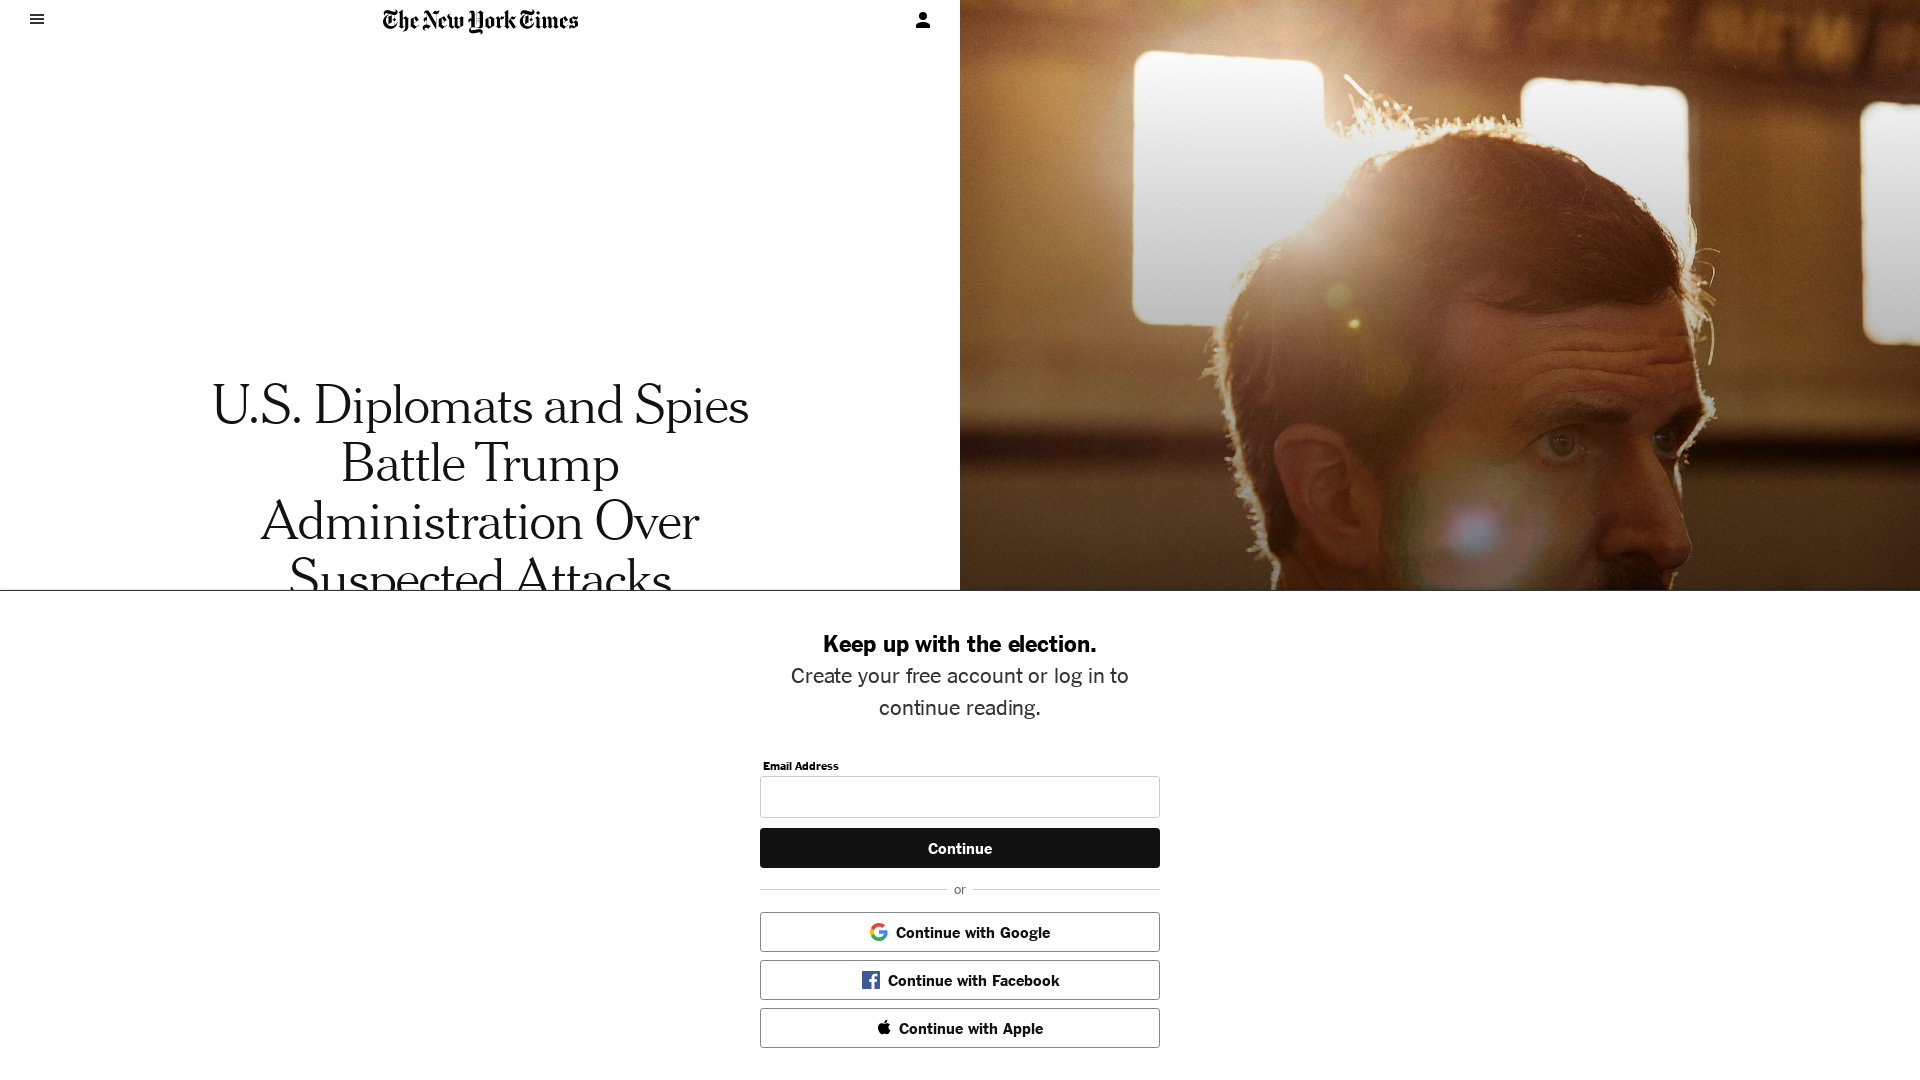 The New York Times
U.S. Diplomats and Spies
Battle Trump
Administration Over
Suspected Attacks
Keep up with the election.
Create your free account or log in to
continue reading.
Email Address
Continue
or
Continue with Google
Continue with Facebook
Continue with Apple